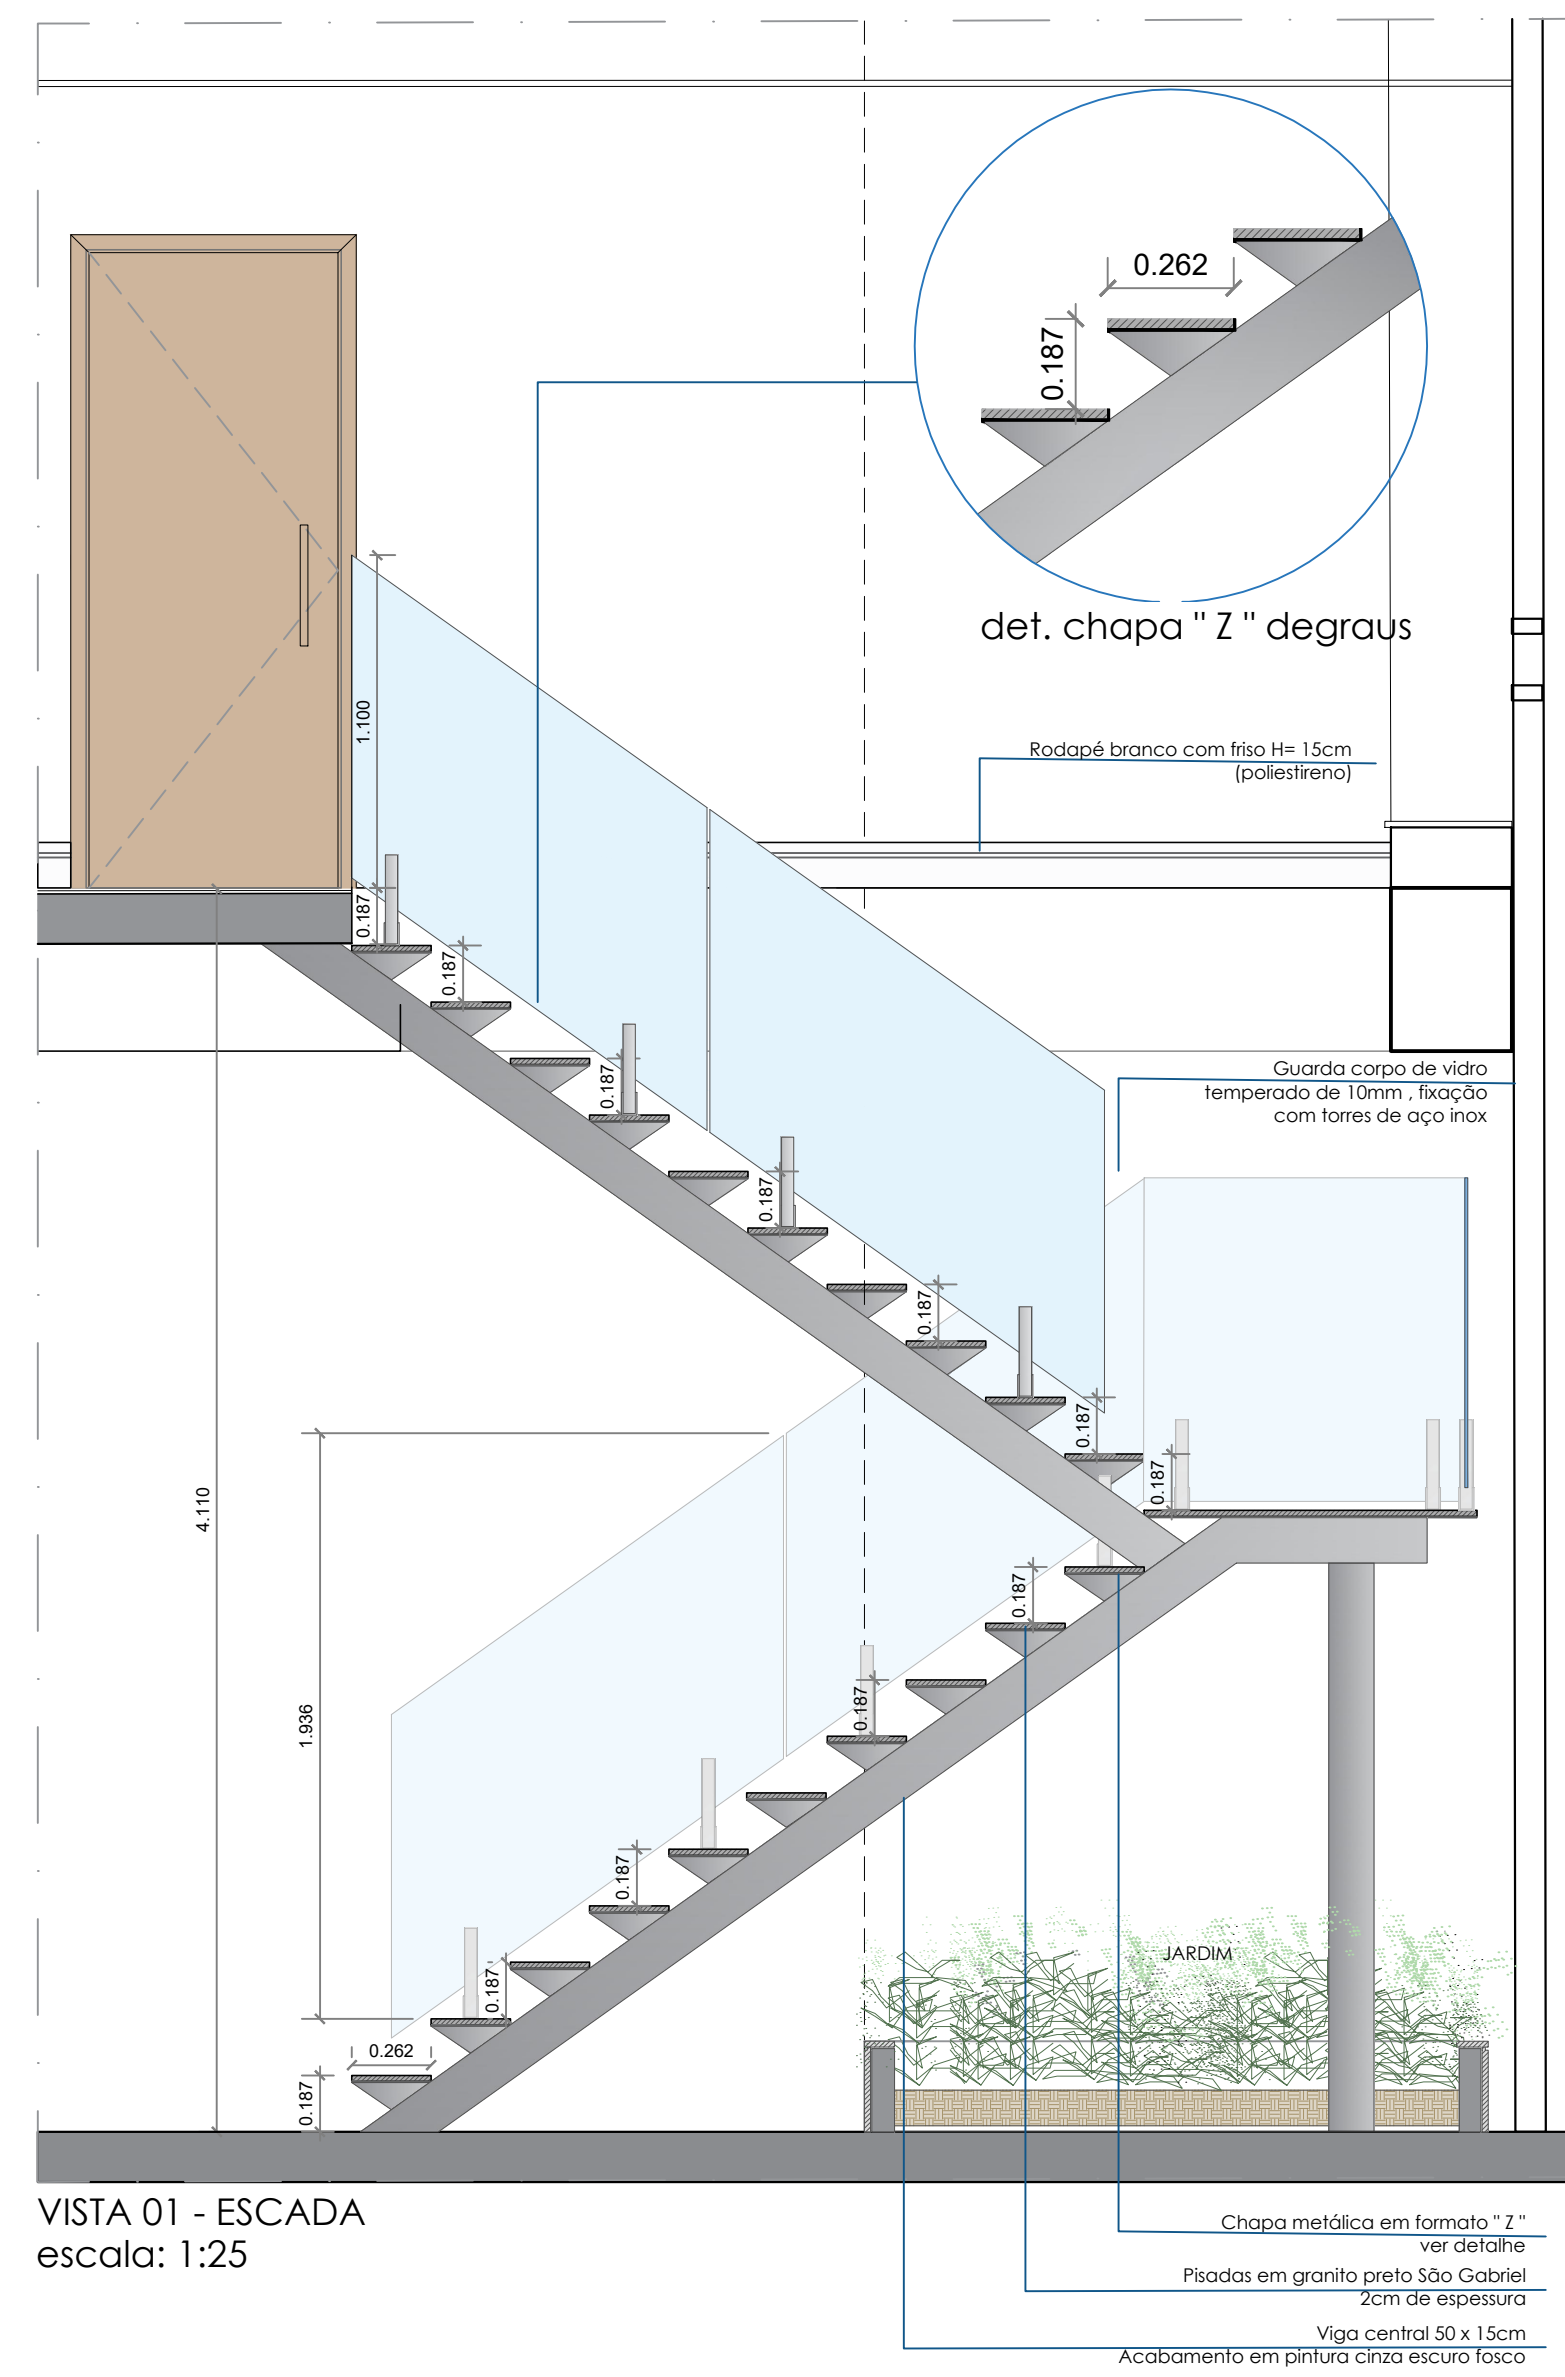 0.262
0.187
det. chapa " Z " degraus
1.100
Rodapé branco com friso H= 15cm
(poliestireno)
0.187
0.187
0.187
0.187
0.187
0.187
0.187
Guarda corpo de vidro
temperado de 10mm , fixação
com torres de aço inox
4.110
1.936
0.187
0.187
0.187
0.187
0.262
0.187
JARDIM
VISTA 01 - ESCADA
escala: 1:25
Chapa metálica em formato " Z "
ver detalhe
Pisadas em granito preto São Gabriel
2cm de espessura
Viga central 50 x 15cm
Acabamento em pintura cinza escuro fosco